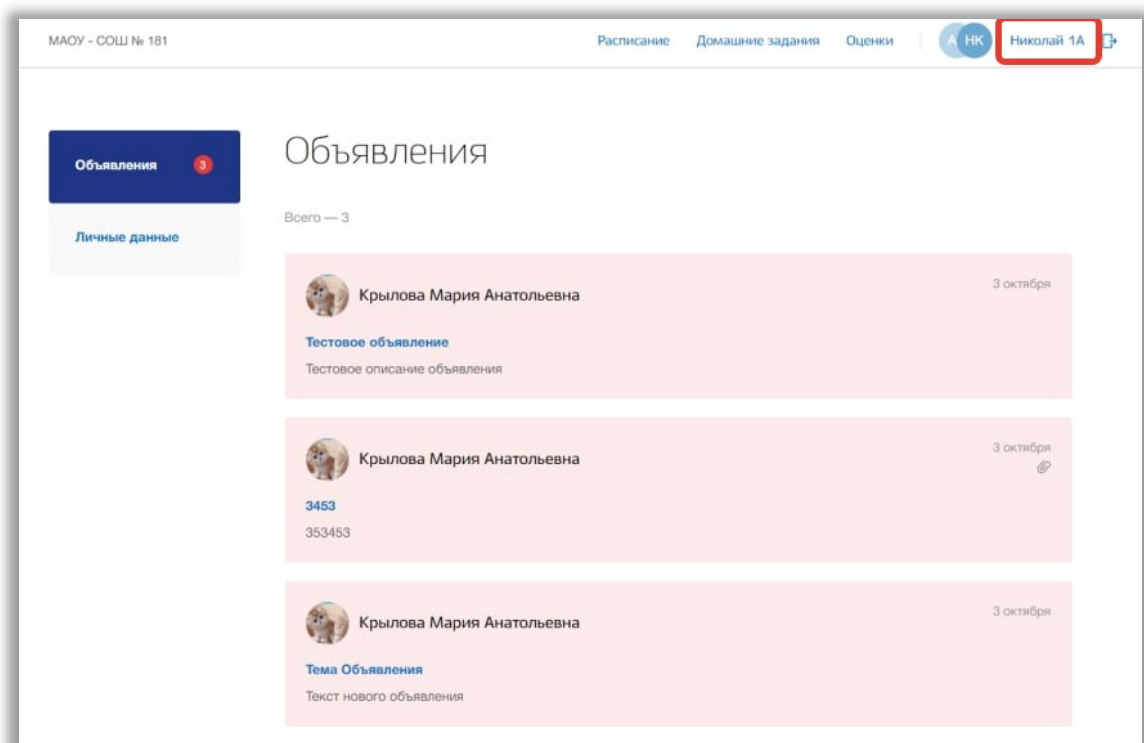 МАОУ - СОШ № 181
Расписание Домашние задания Оценки А НК Николай 1А
Объявления 3
Личные данные
Объявления
Всего — 3
Крылова Мария Анатольевна 3 октября
Тестовое объявление
Тестовое описание объявления
Крылова Мария Анатольевна 3 октября
3453
353453
Крылова Мария Анатольевна 3 октября
Тема Объявления
Текст нового объявления